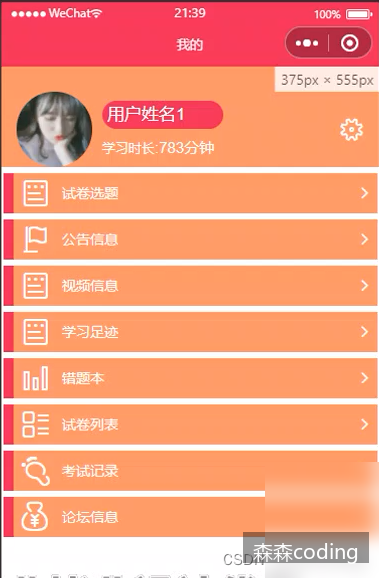 WeChat 21:39 100%
我的
375px × 555px
用户姓名1
学习时长:783分钟
试卷选题
公告信息
视频信息
学习足迹
错题本
试卷列表
考试记录
论坛信息
CSDN
森森coding